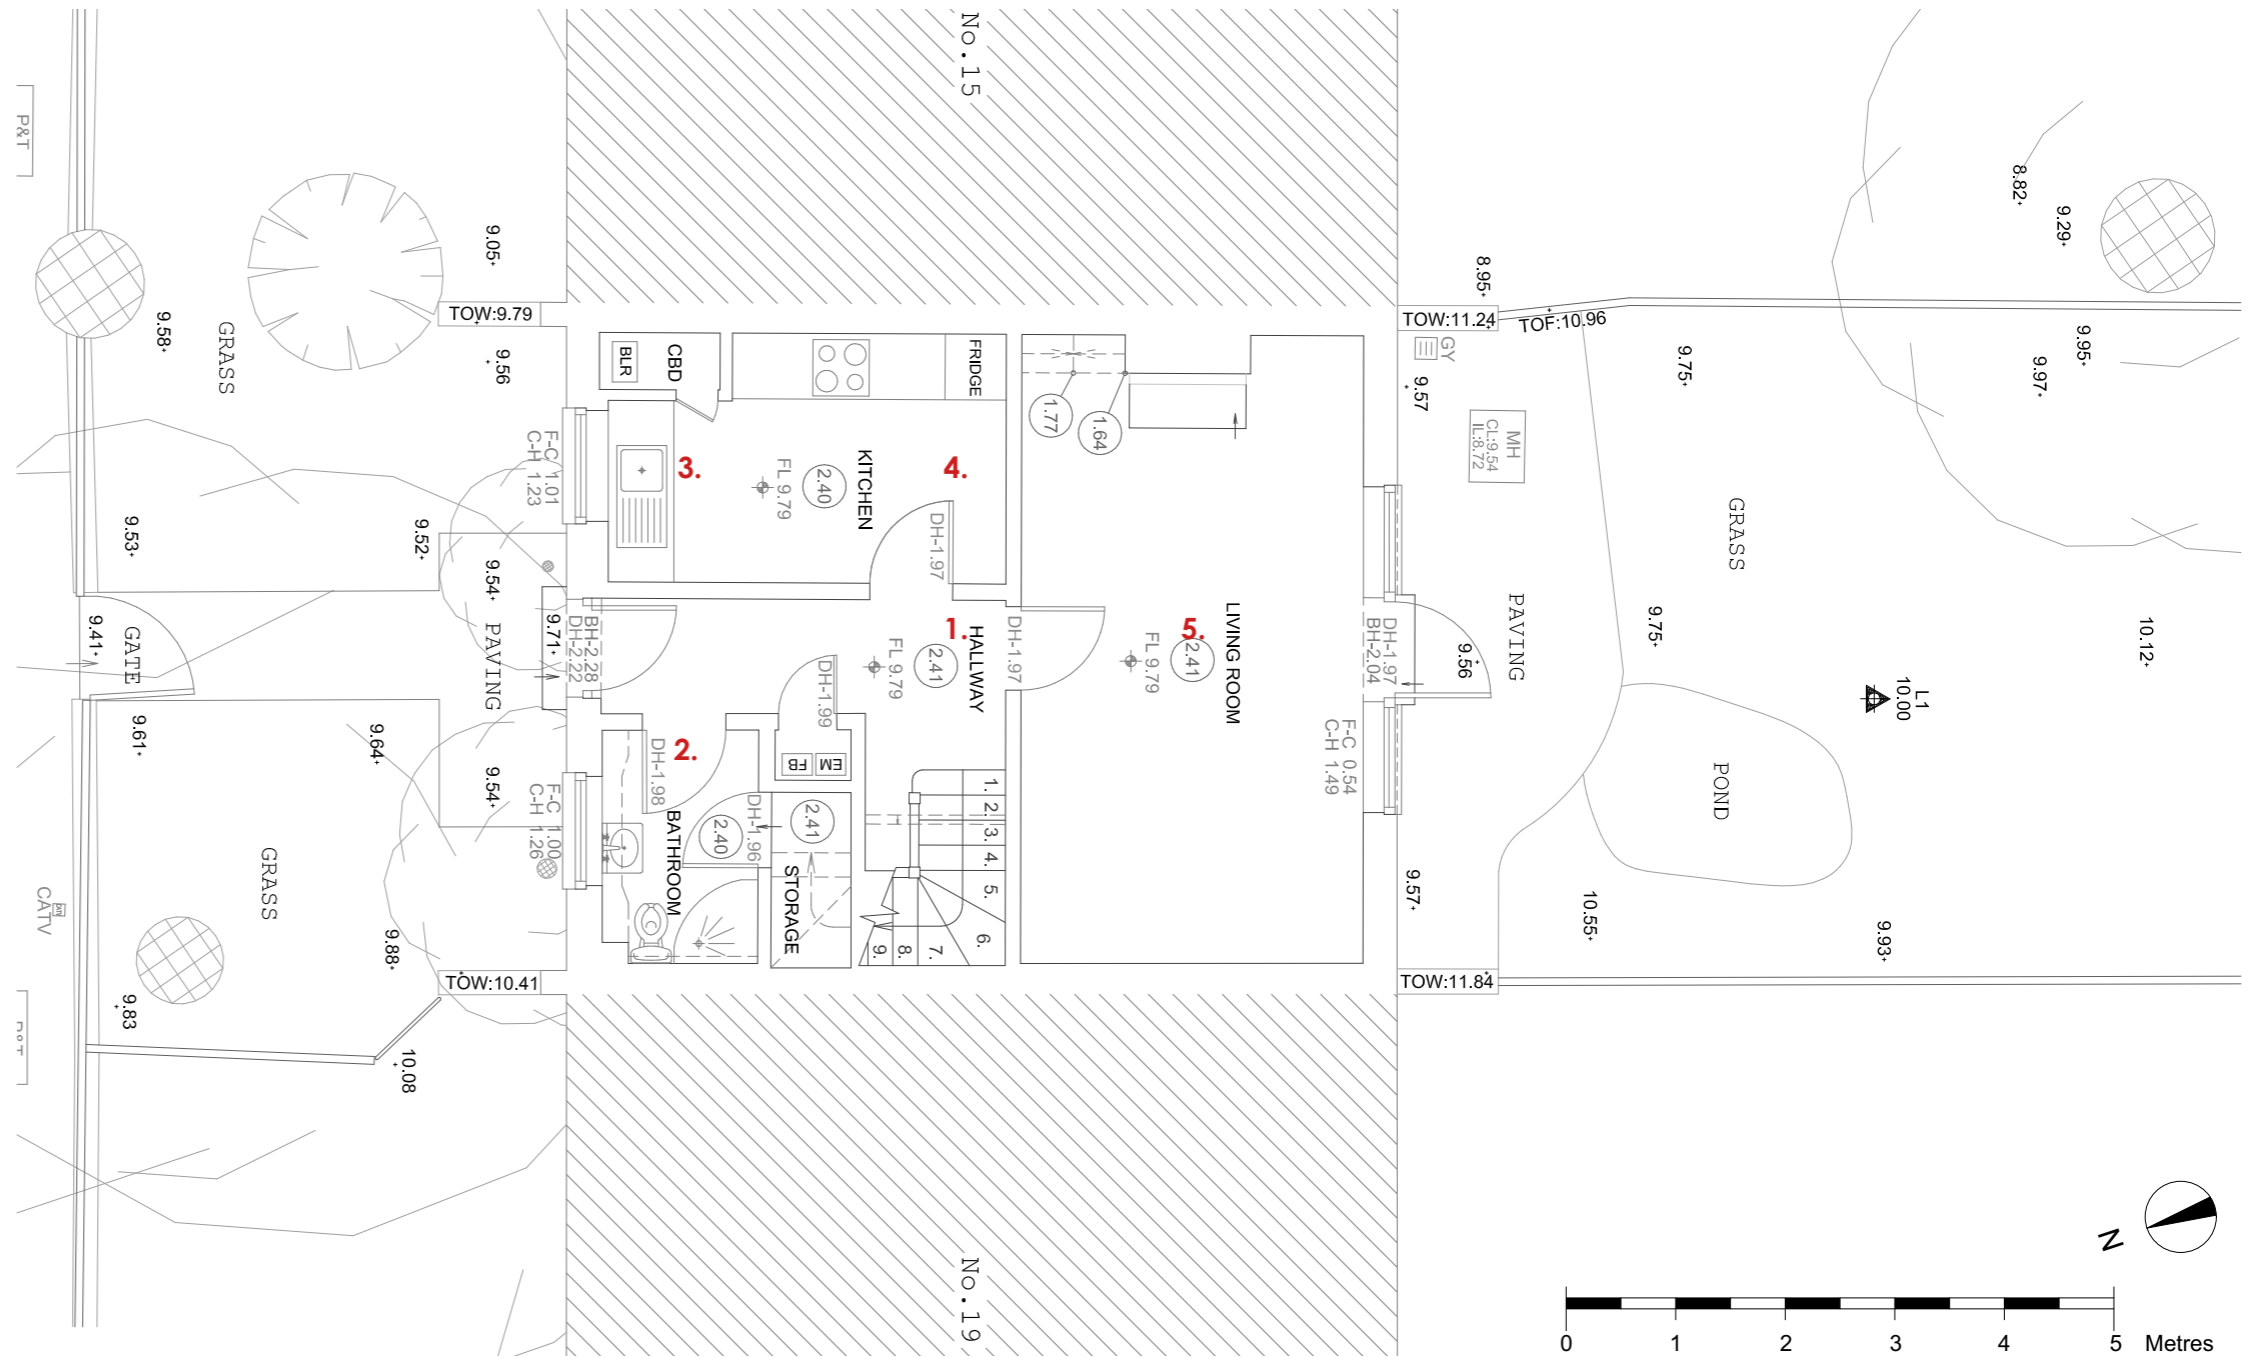 No.15
P&T
8.82
9.29
9.05
8.95
TOW:9.79
TOW:11.24
TOF:10.96
9.58
GRASS
9.56
BLR
CBD
FRIDGE
1.77
1.64
GY
9.57
9.75
9.95
9.97
MH
CL:9.54
IL:8.72
F-C 1.01
C-H 1.23
3.
FL 9.79
2.40
KITCHEN
4.
DH-1.97
GRASS
9.53
9.52
9.54
PAVING
9.71
BH-2.28
DH-2.22
1.
HALLWAY
2.41
FL 9.79
DH-1.97
5.
2.41
FL 9.79
LIVING ROOM
DH-1.97
BH-2.04
9.56
PAVING
9.75
10.12
9.41
GATE
L1
10.00
9.61
9.64
9.54
2.
DH-1.98
DH-1.99
FB
EM
F-C 0.54
C-H 1.49
POND
F-C 1.00
C-H 1.26
BATHROOM
2.40
DH-1.96
2.41
STORAGE
1.
2.
3.
4.
5.
6.
7.
8.
9.
GRASS
CATV
9.88
9.57
10.55
9.93
TOW:10.41
TOW:11.84
9.83
10.08
No.19
N
0 1 2 3 4 5 Metres